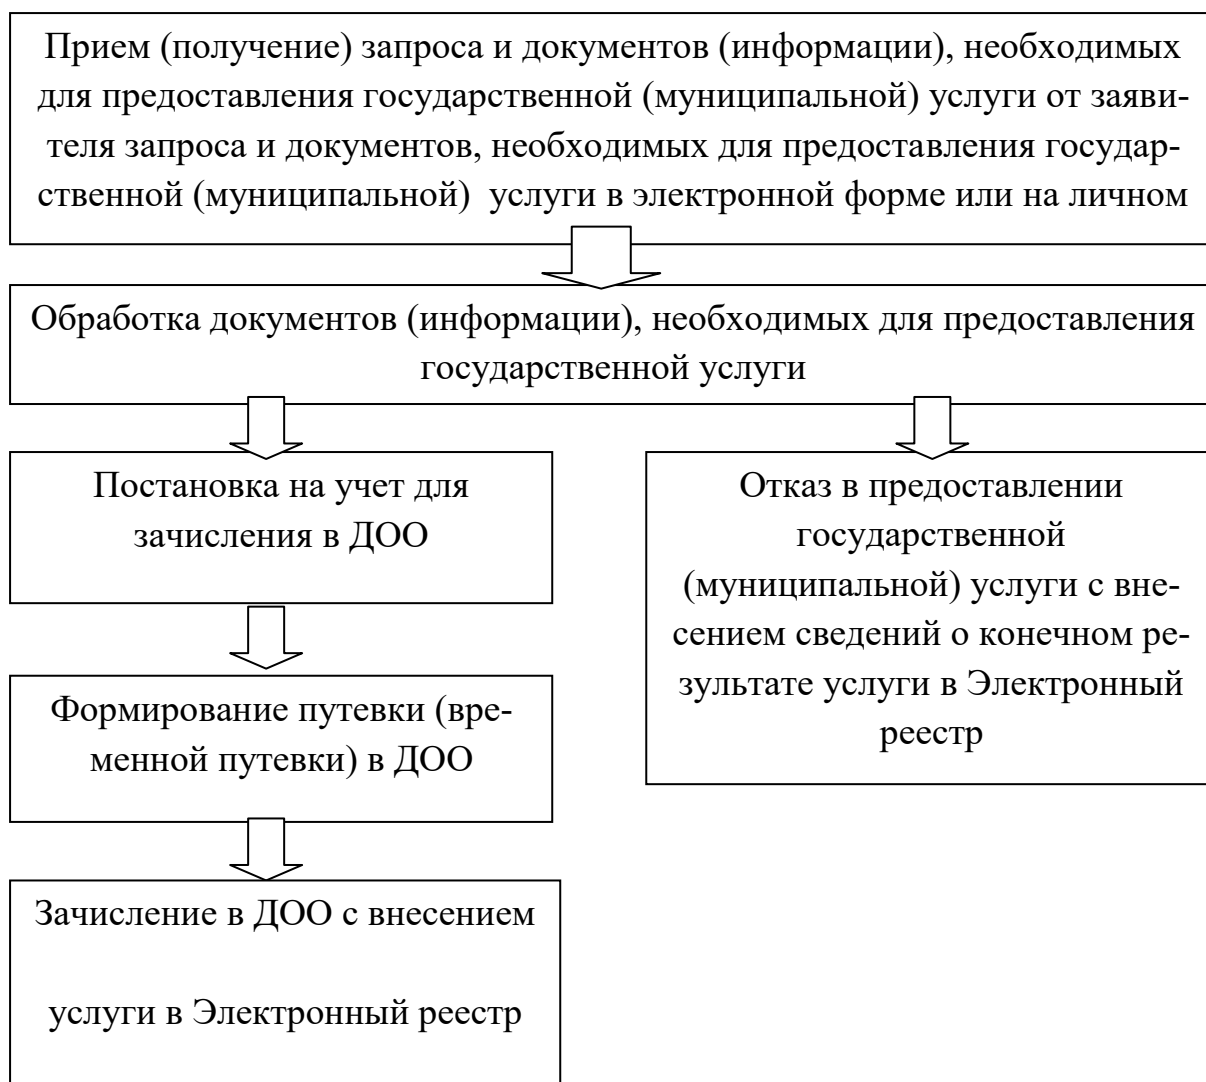 Прием (получение) запроса и документов (информации), необходимых
для предоставления государственной (муниципальной) услуги от заяви-
теля запроса и документов, необходимых для предоставления государ-
ственной (муниципальной)  услуги в электронной форме или на личном
Обработка документов (информации), необходимых для предоставления
государственной услуги
Постановка на учет для
зачисления в ДОО
Формирование путевки (вре-
менной путевки) в ДОО
Зачисление в ДОО с внесением
услуги в Электронный реестр
Отказ в предоставлении
государственной
(муниципальной) услуги с вне-
сением сведений о конечном ре-
зультате услуги в Электронный
реестр